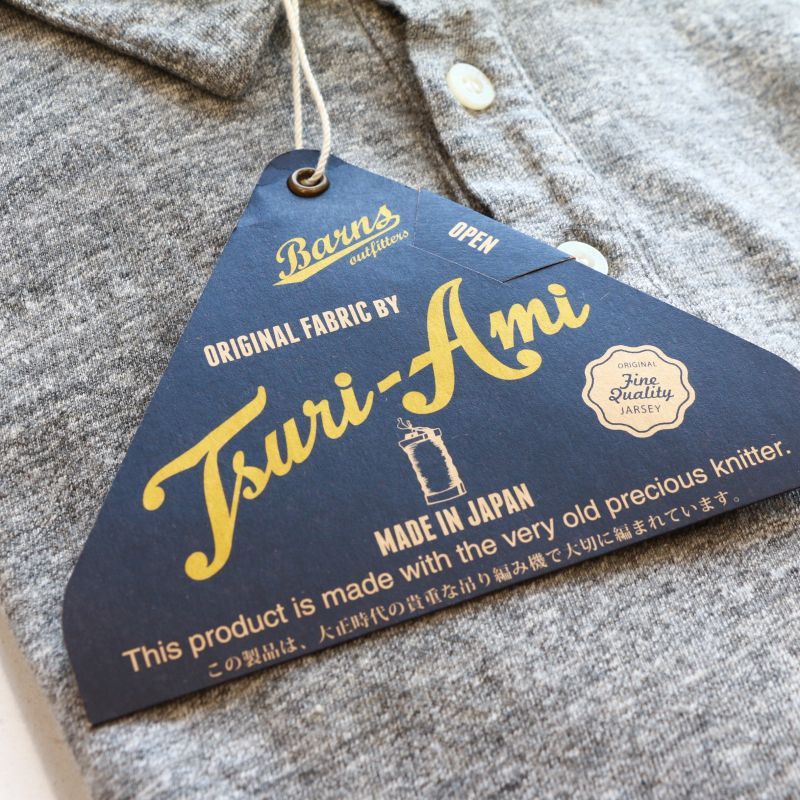 Barns
outfitters
OPEN
ORIGINAL FABRIC BY
Tsuri-Ami
ORIGINAL
Fine
Quality
JARSEY
MADE IN JAPAN
This product is made with the very old precious knitter.
この製品は、大正時代の貴重な吊り編み機で大切に編まれています。